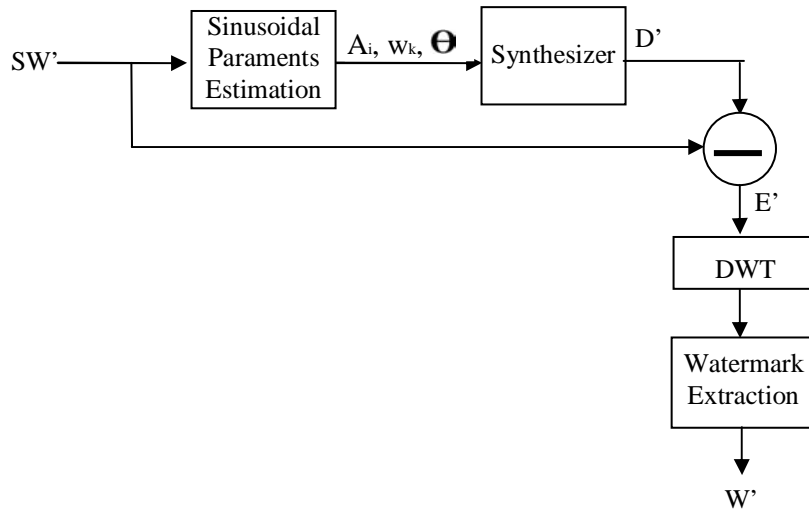 SW’
Sinusoidal
Paraments
Estimation
Ai, wk, Θ
Synthesizer
D’
E’
DWT
Watermark
Extraction
W’